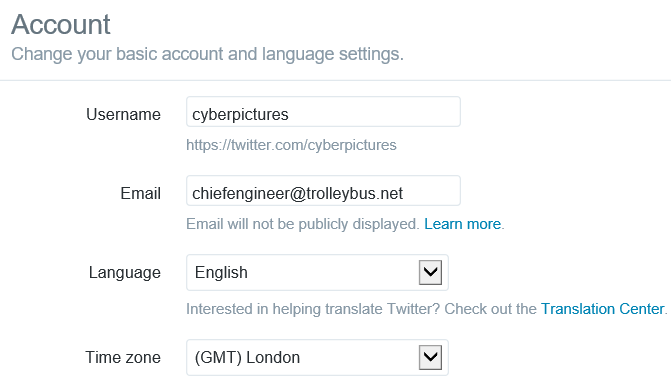 Account
Change your basic account and language settings.
Username cyberpictures
https://twitter.com/cyberpictures
Email chiefengineer@trolleybus.net
Email will not be publicly displayed. Learn more.
Language English
Interested in helping translate Twitter? Check out the Translation Center.
Time zone (GMT) London